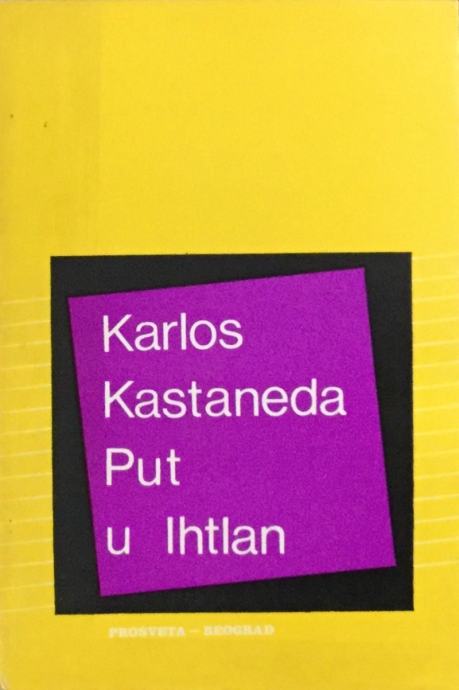 Karlos
Kastaneda
Put
u Ihtlan
PROSVETA — BEOGRAD